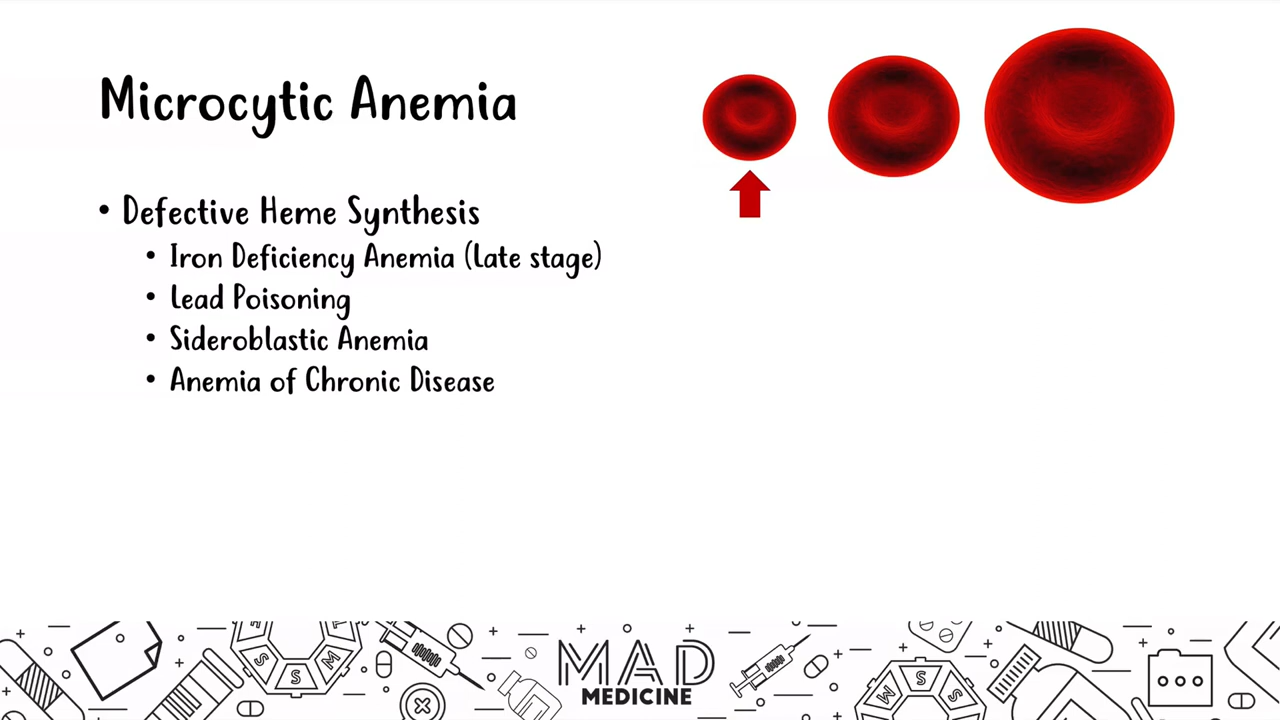 Microcytic Anemia
• Defective Heme Synthesis
• Iron Deficiency Anemia (Late stage)
• Lead Poisoning
• Sideroblastic Anemia
• Anemia of Chronic Disease
S S M
M S S
MAD
MEDICINE